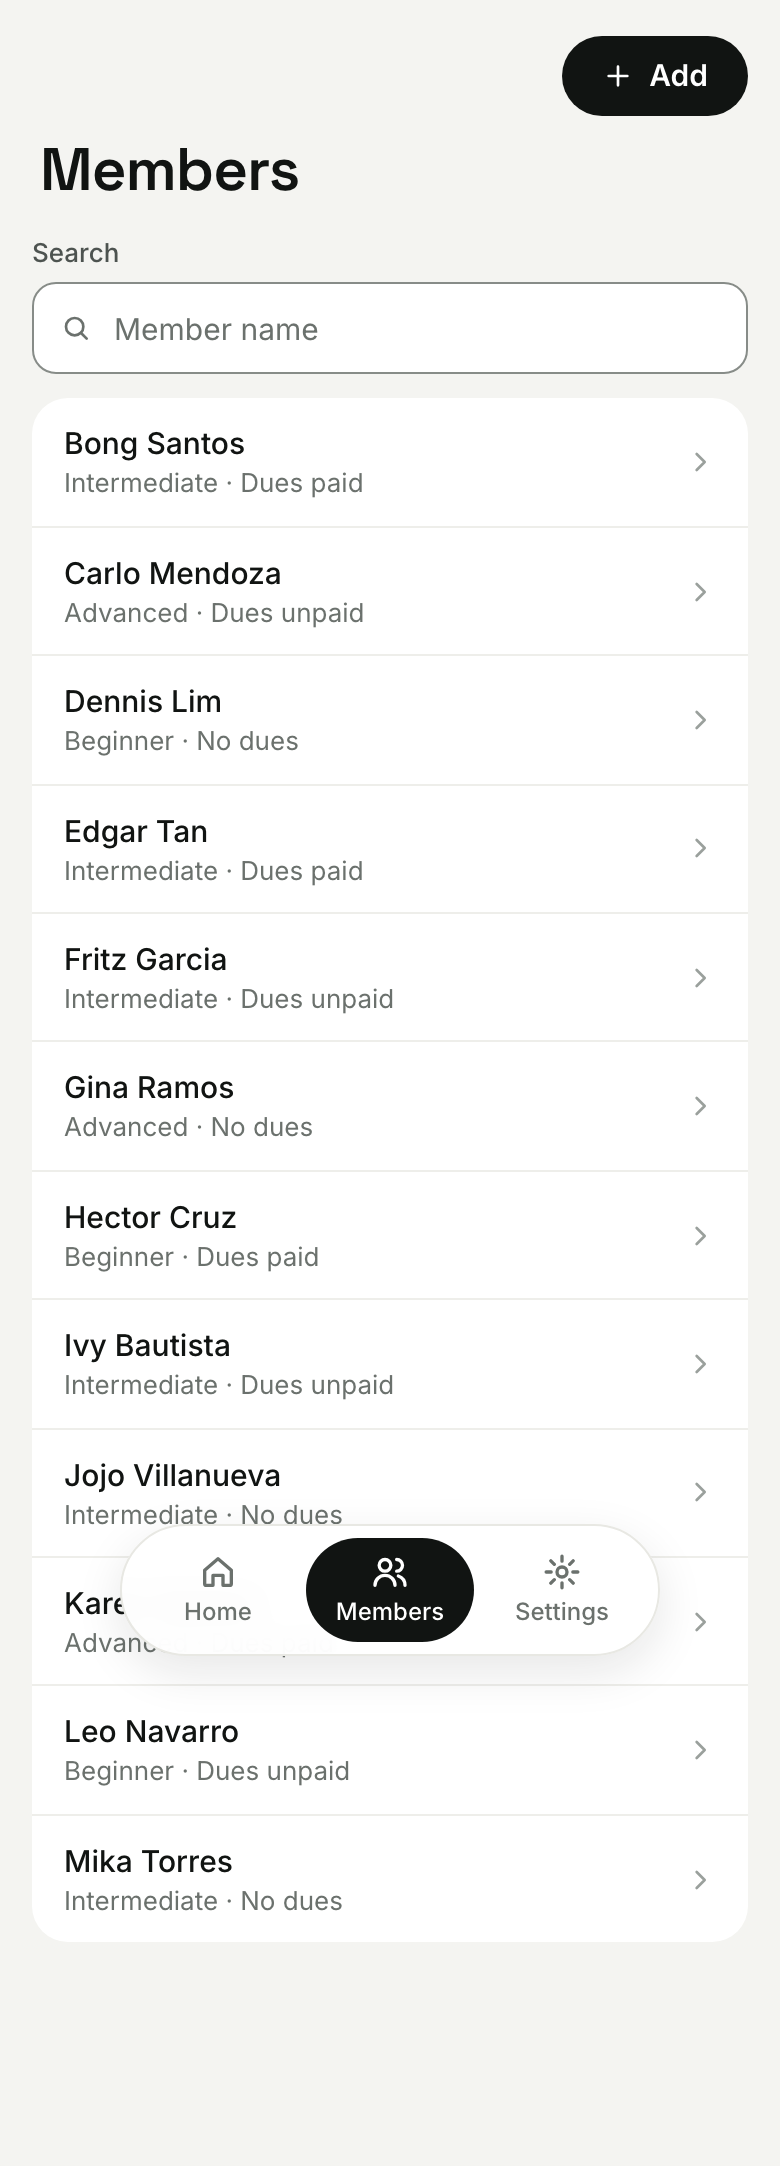 Add
Members
Search
Member name
Bong Santos
Intermediate · Dues paid
Carlo Mendoza
Advanced · Dues unpaid
Dennis Lim
Beginner · No dues
Edgar Tan
Intermediate · Dues paid
Fritz Garcia
Intermediate · Dues unpaid
Gina Ramos
Advanced · No dues
Hector Cruz
Beginner · Dues paid
Ivy Bautista
Intermediate · Dues unpaid
Jojo Villanueva
Intermediate · No dues
Home
Members
Settings
Leo Navarro
Beginner · Dues unpaid
Mika Torres
Intermediate · No dues